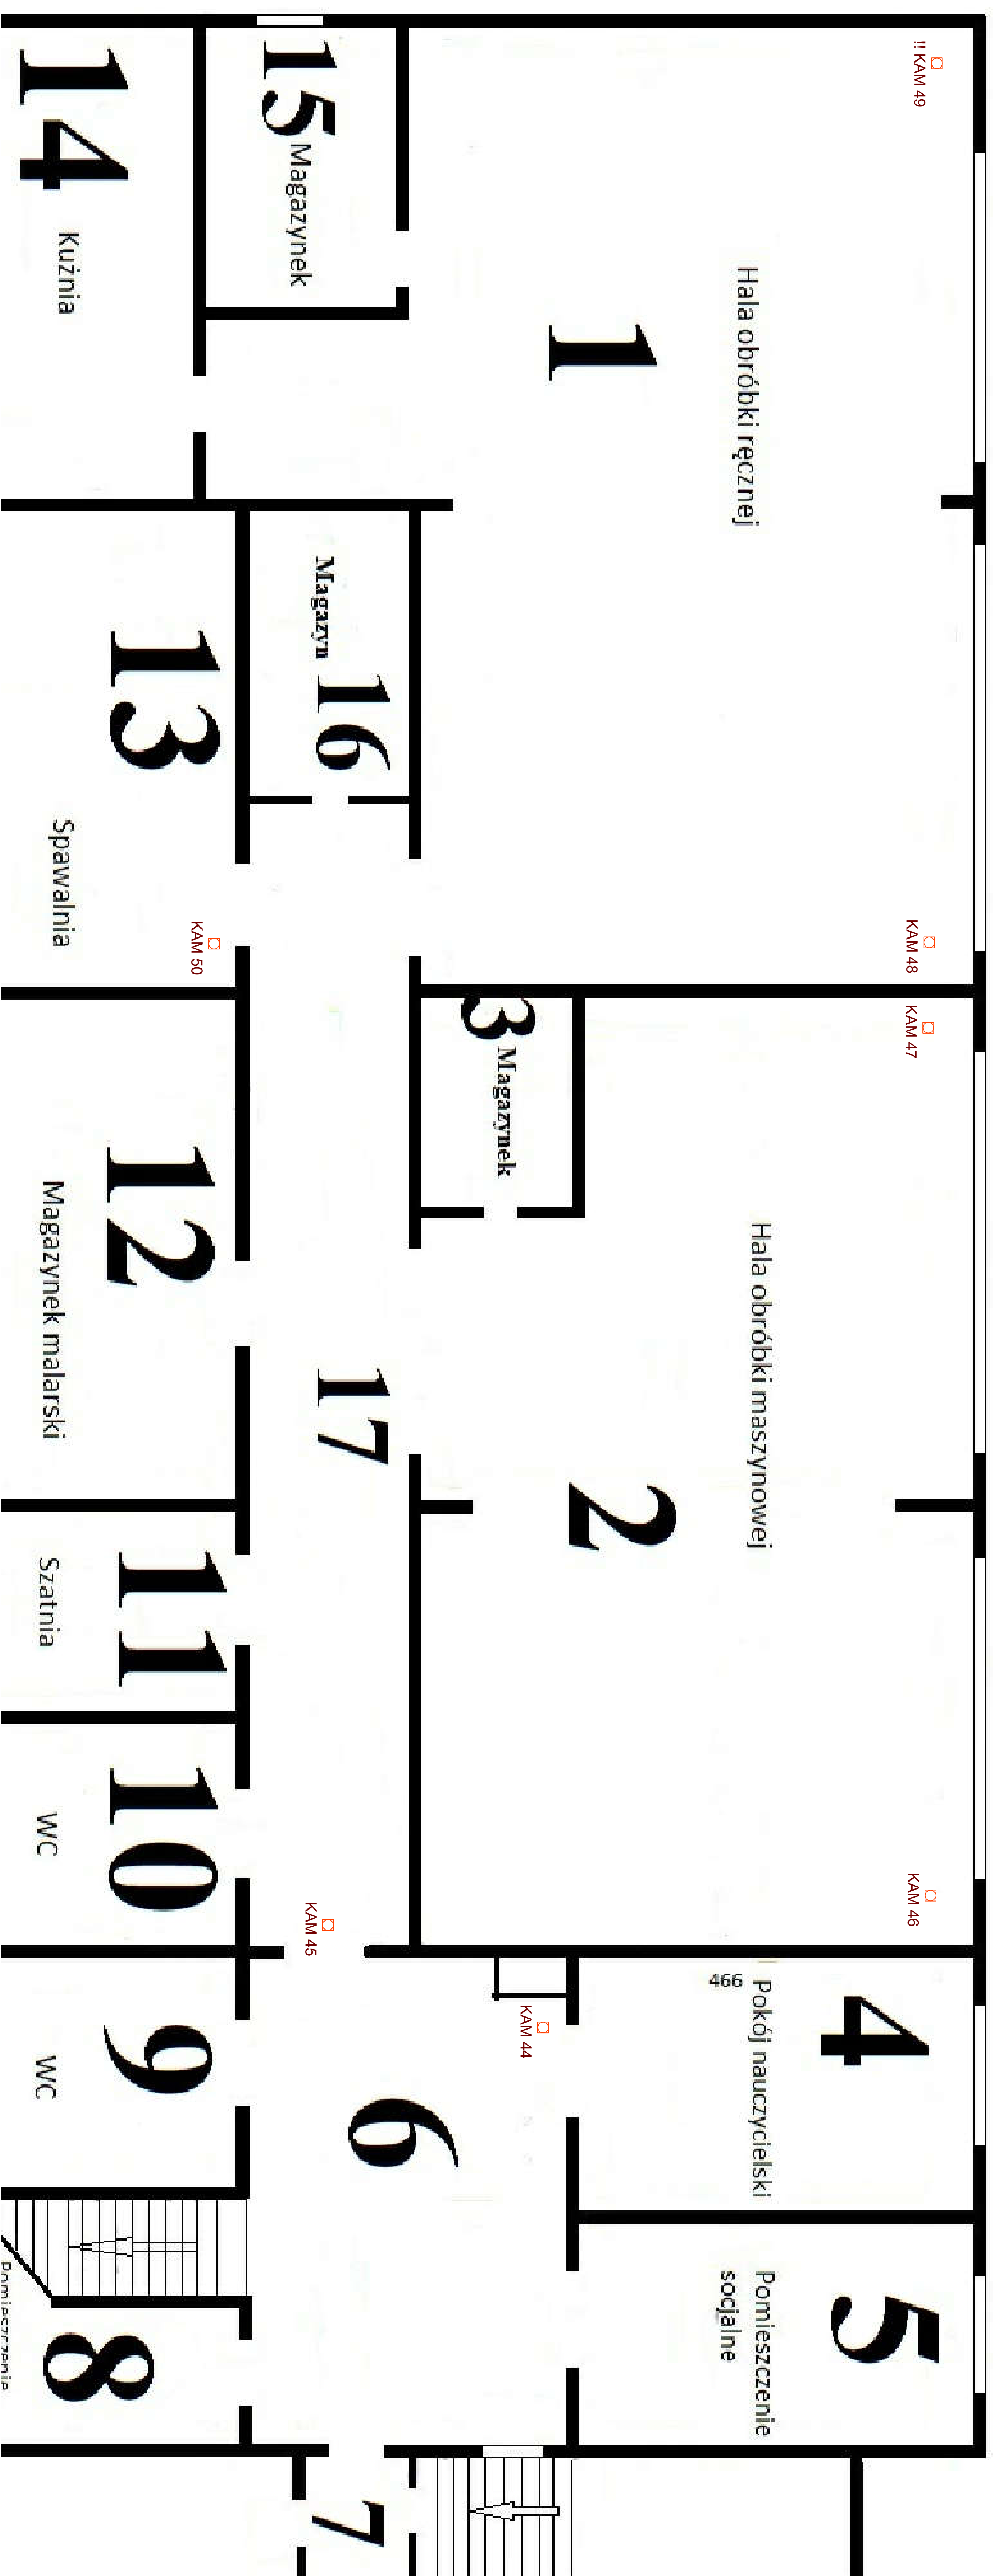 !! KAM 49
14
Kuźnia
15
Magazynek
1
Hala obróbki ręcznej
13
Spawalnia
KAM 50
Magazyn
16
KAM 48
KAM 47
3
Magazynek
12
Magazynek malarski
17
Hala obróbki maszynowej
2
11
Szatnia
10
WC
KAM 45
KAM 46
9
WC
KAM 44
6
466
Pokój nauczycielski
4
8
Pomieszczenie
5
Pomieszczenie
socjalne
7